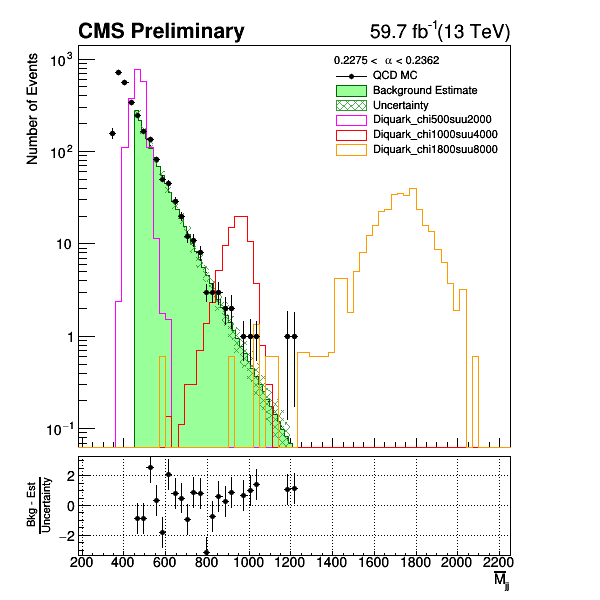 CMS Preliminary
59.7 fb⁻¹(13 TeV)
0.2275 < α < 0.2362
QCD MC
Background Estimate
Uncertainty
Diquark_chi500suu2000
Diquark_chi1000suu4000
Diquark_chi1800suu8000
Number of Events
10³
10²
10
1
10⁻¹
Bkg - Est
Uncertainty
2
0
−2
200 400 600 800 1000 1200 1400 1600 1800 2000 2200
M̅jj